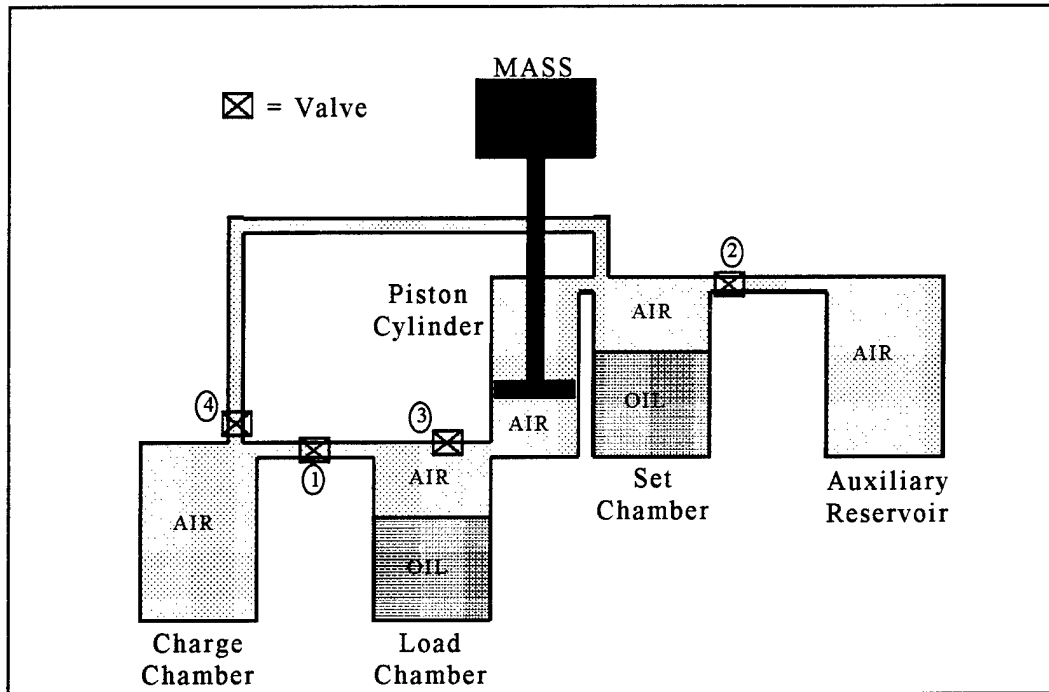 MASS
= Valve
2
Piston
Cylinder
AIR
AIR
OIL
4
3
AIR
1
AIR
AIR
OIL
Set
Chamber
Auxiliary
Reservoir
Charge
Chamber
Load
Chamber